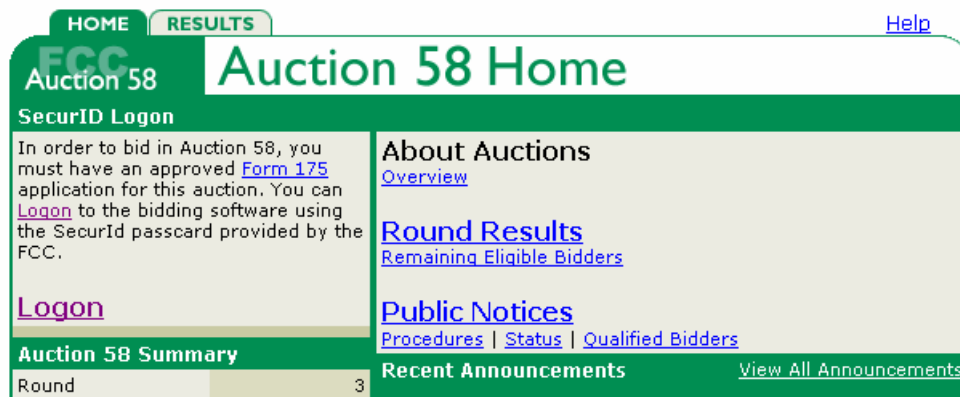 HOME RESULTS Help
FCC
Auction 58 Auction 58 Home
SecurID Logon
In order to bid in Auction 58, you
must have an approved Form 175
application for this auction. You can
Logon to the bidding software using
the SecurId passcard provided by the
FCC.
Logon
About Auctions
Overview
Round Results
Remaining Eligible Bidders
Public Notices
Procedures | Status | Qualified Bidders
Auction 58 Summary
Round 3
Recent Announcements View All Announcements